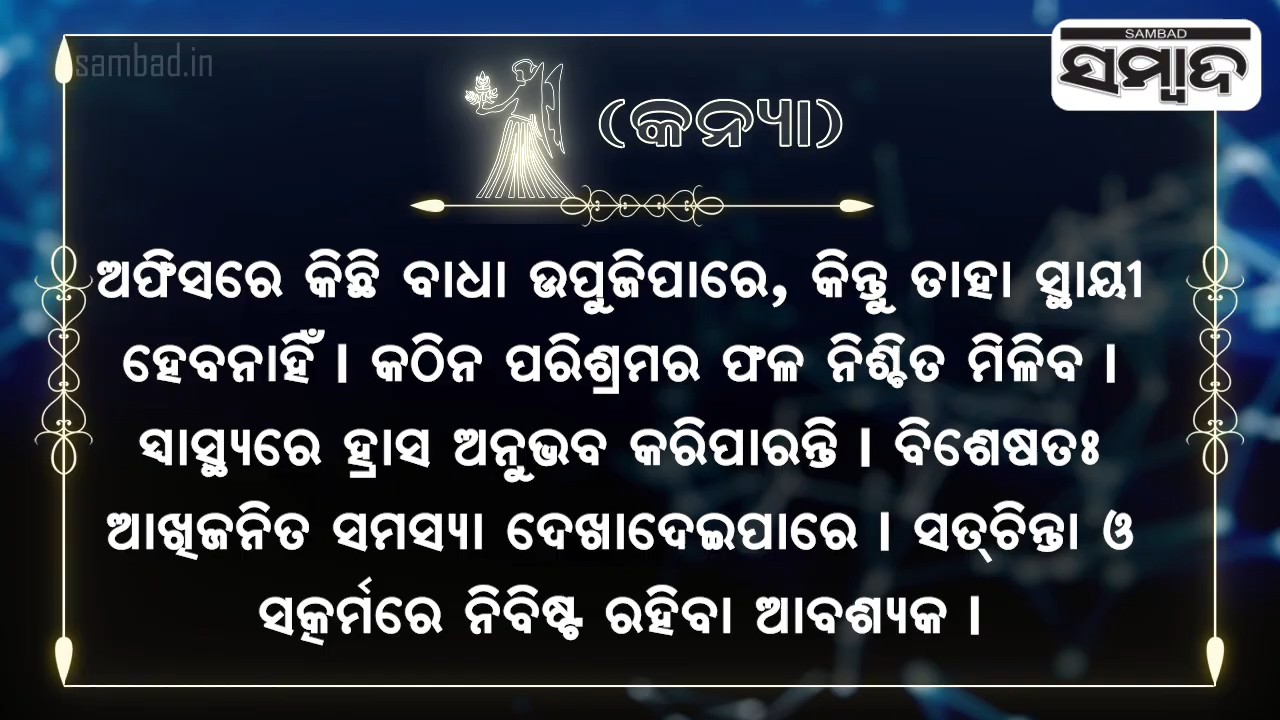 sambad.in
SAMBAD
ସମ୍ବାଦ
(କନ୍ୟା)
ଅଫିସରେ କିଛି ବାଧା ଉପୁଜିପାରେ, କିନ୍ତୁ ତାହା ସ୍ଥାୟୀ
ହେବନାହିଁ । କଠିନ ପରିଶ୍ରମର ଫଳ ନିଶ୍ଚିତ ମିଳିବ ।
ସ୍ୱାସ୍ଥ୍ୟରେ ହ୍ରାସ ଅନୁଭବ କରିପାରନ୍ତି । ବିଶେଷତଃ
ଆଖିଜନିତ ସମସ୍ୟା ଦେଖାଦେଇପାରେ । ସତ୍‌ଚିନ୍ତା ଓ
ସତ୍କର୍ମରେ ନିବିଷ୍ଟ ରହିବା ଆବଶ୍ୟକ ।